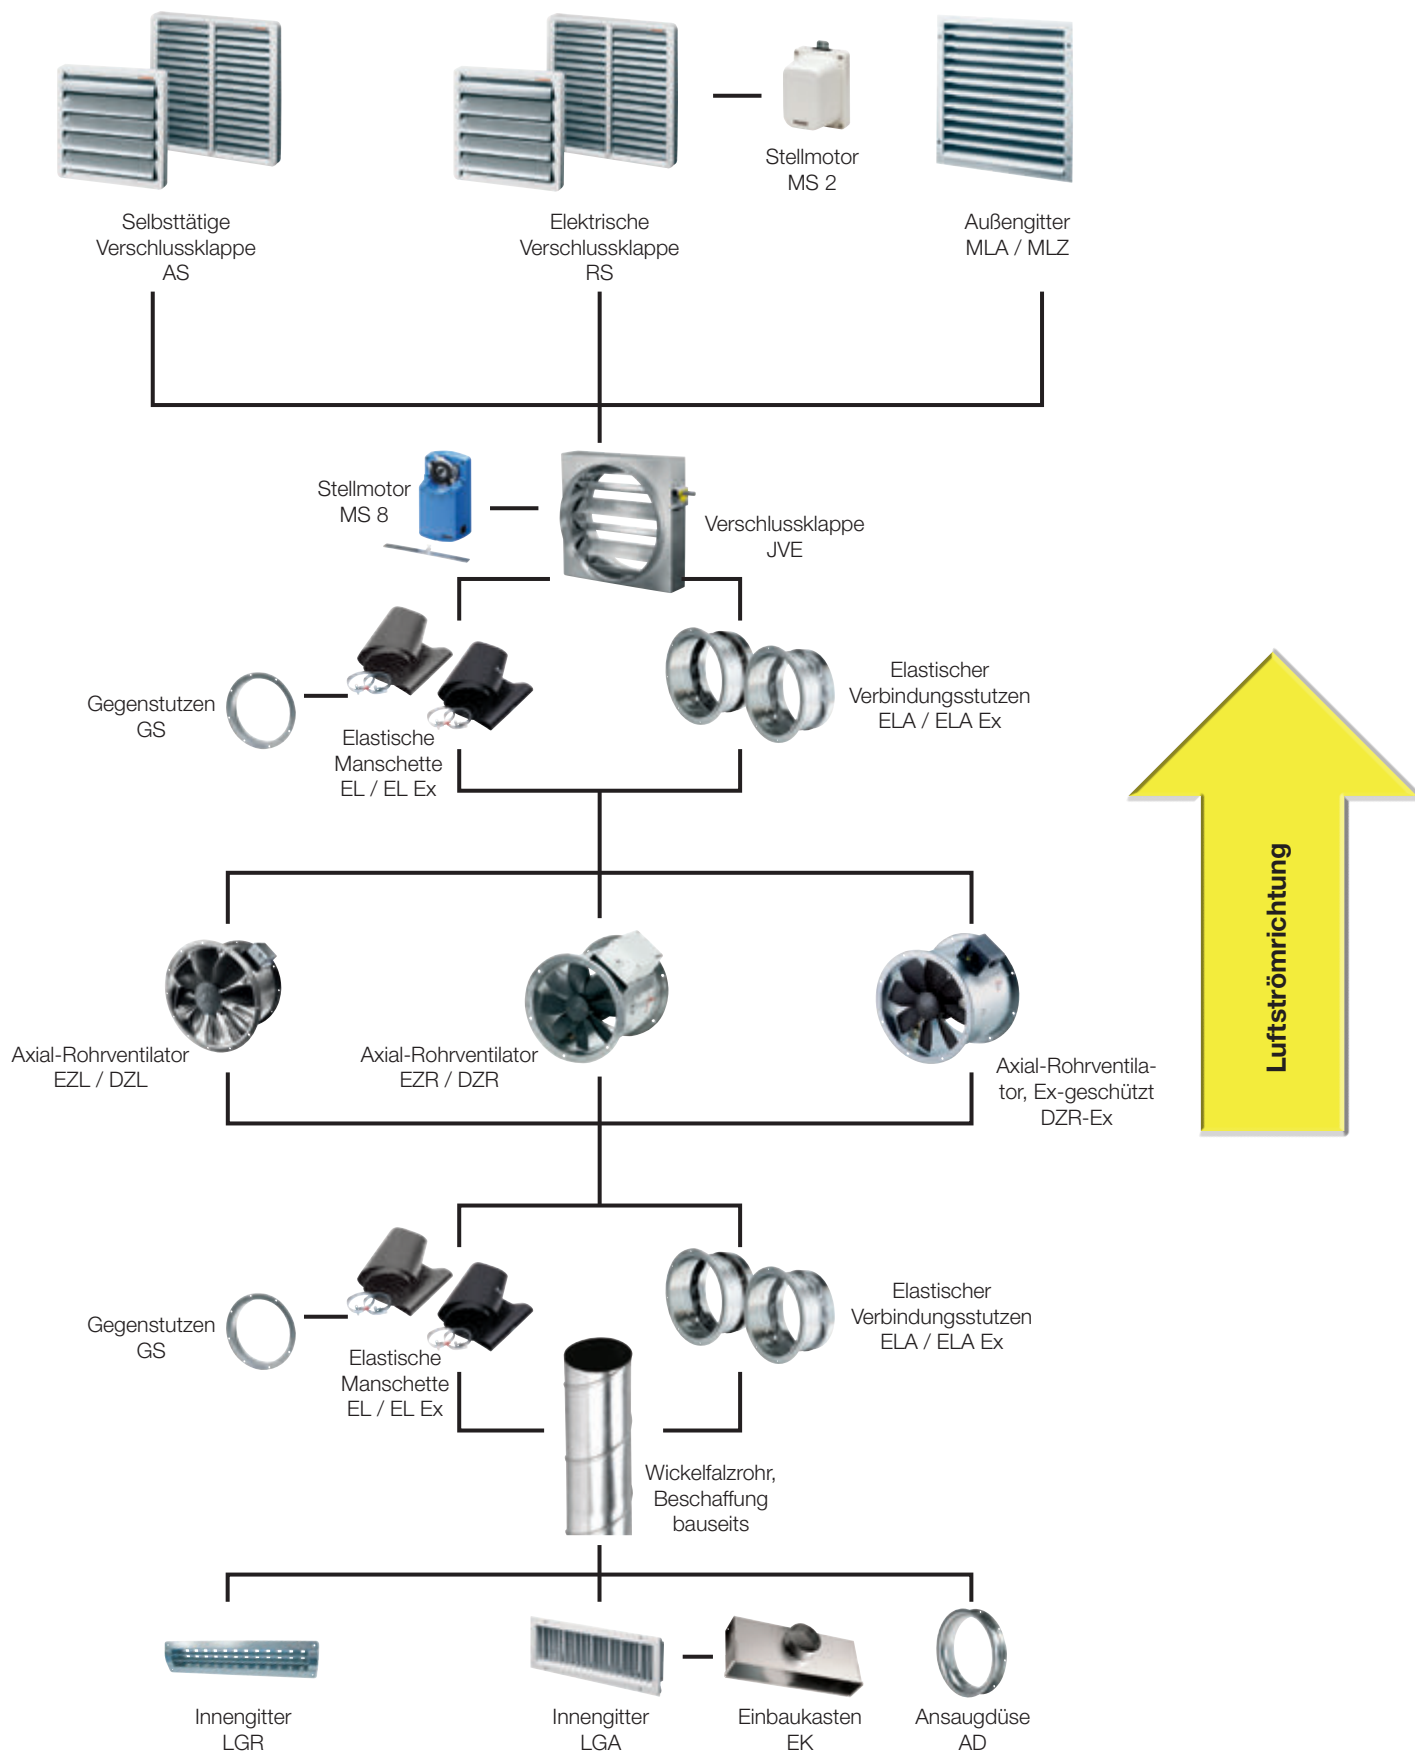 Stellmotor
MS 2
Selbsttätige
Verschlussklappe
AS
Elektrische
Verschlussklappe
RS
Außengitter
MLA / MLZ
Stellmotor
MS 8
Verschlussklappe
JVE
Gegenstutzen
GS
Elastische
Manschette
EL / EL Ex
Elastischer
Verbindungsstutzen
ELA / ELA Ex
Luftströmrichtung
Axial-Rohrventilator
EZL / DZL
Axial-Rohrventilator
EZR / DZR
Axial-Rohrventila-
tor, Ex-geschützt
DZR-Ex
Gegenstutzen
GS
Elastische
Manschette
EL / EL Ex
Elastischer
Verbindungsstutzen
ELA / ELA Ex
Wickelfalzrohr,
Beschaffung
bauseits
Innengitter
LGR
Innengitter
LGA
Einbaukasten
EK
Ansaugdüse
AD